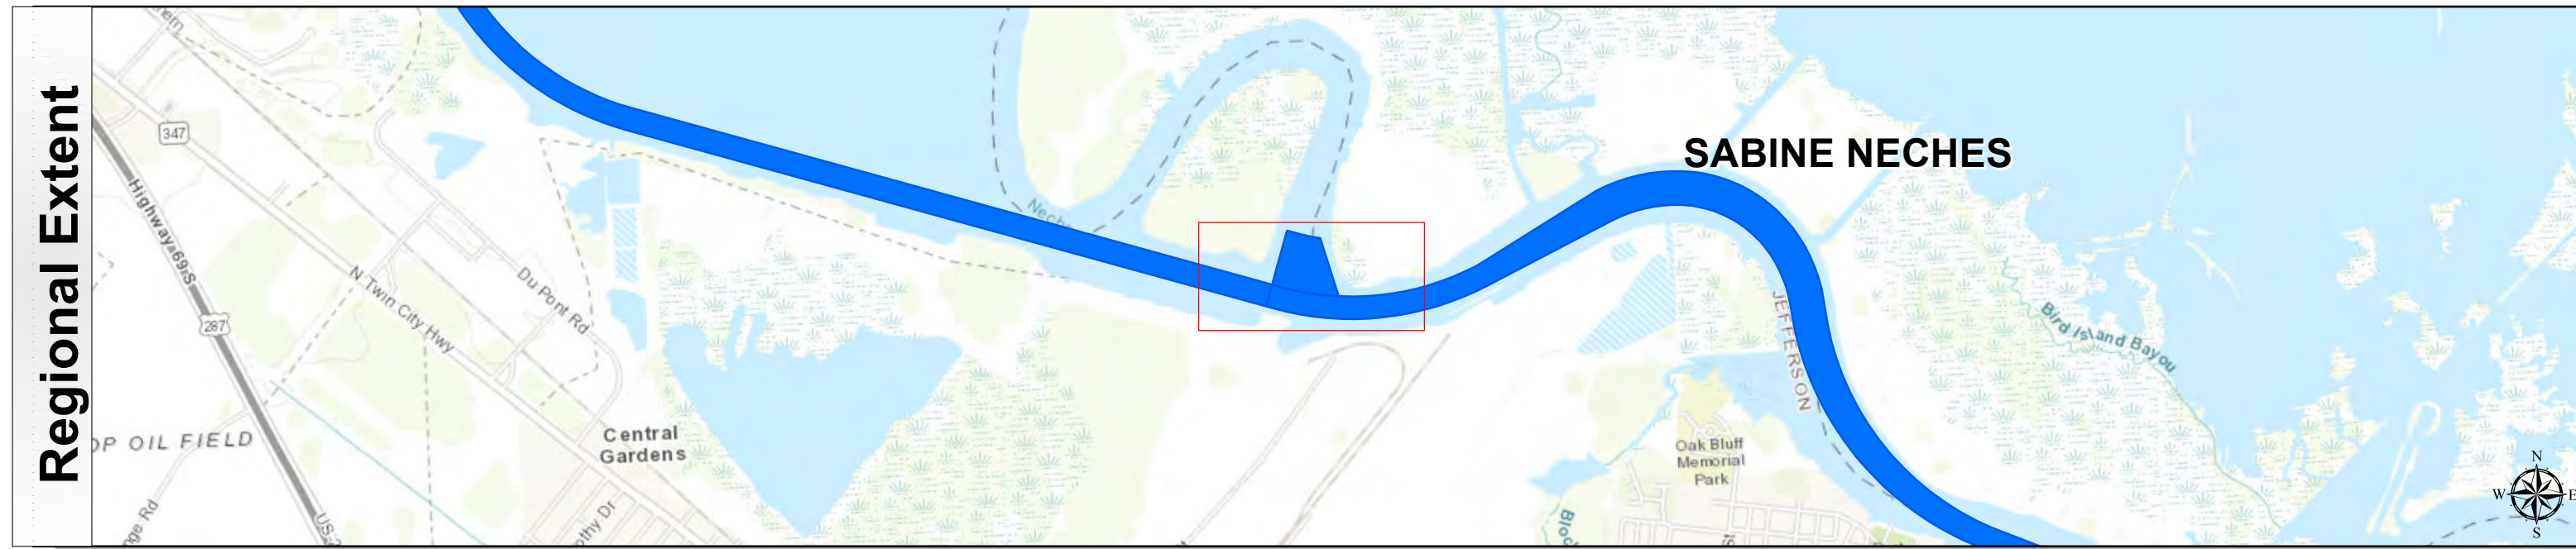 Regional Extent
347
Highway 69 S
287
N Twin City Hwy
Du Pont Rd
OP OIL FIELD
Central
Gardens
SABINE NECHES
JEFFERSON
Bird Island Bayou
Oak Bluff
Memorial
Park
N
W
E
S